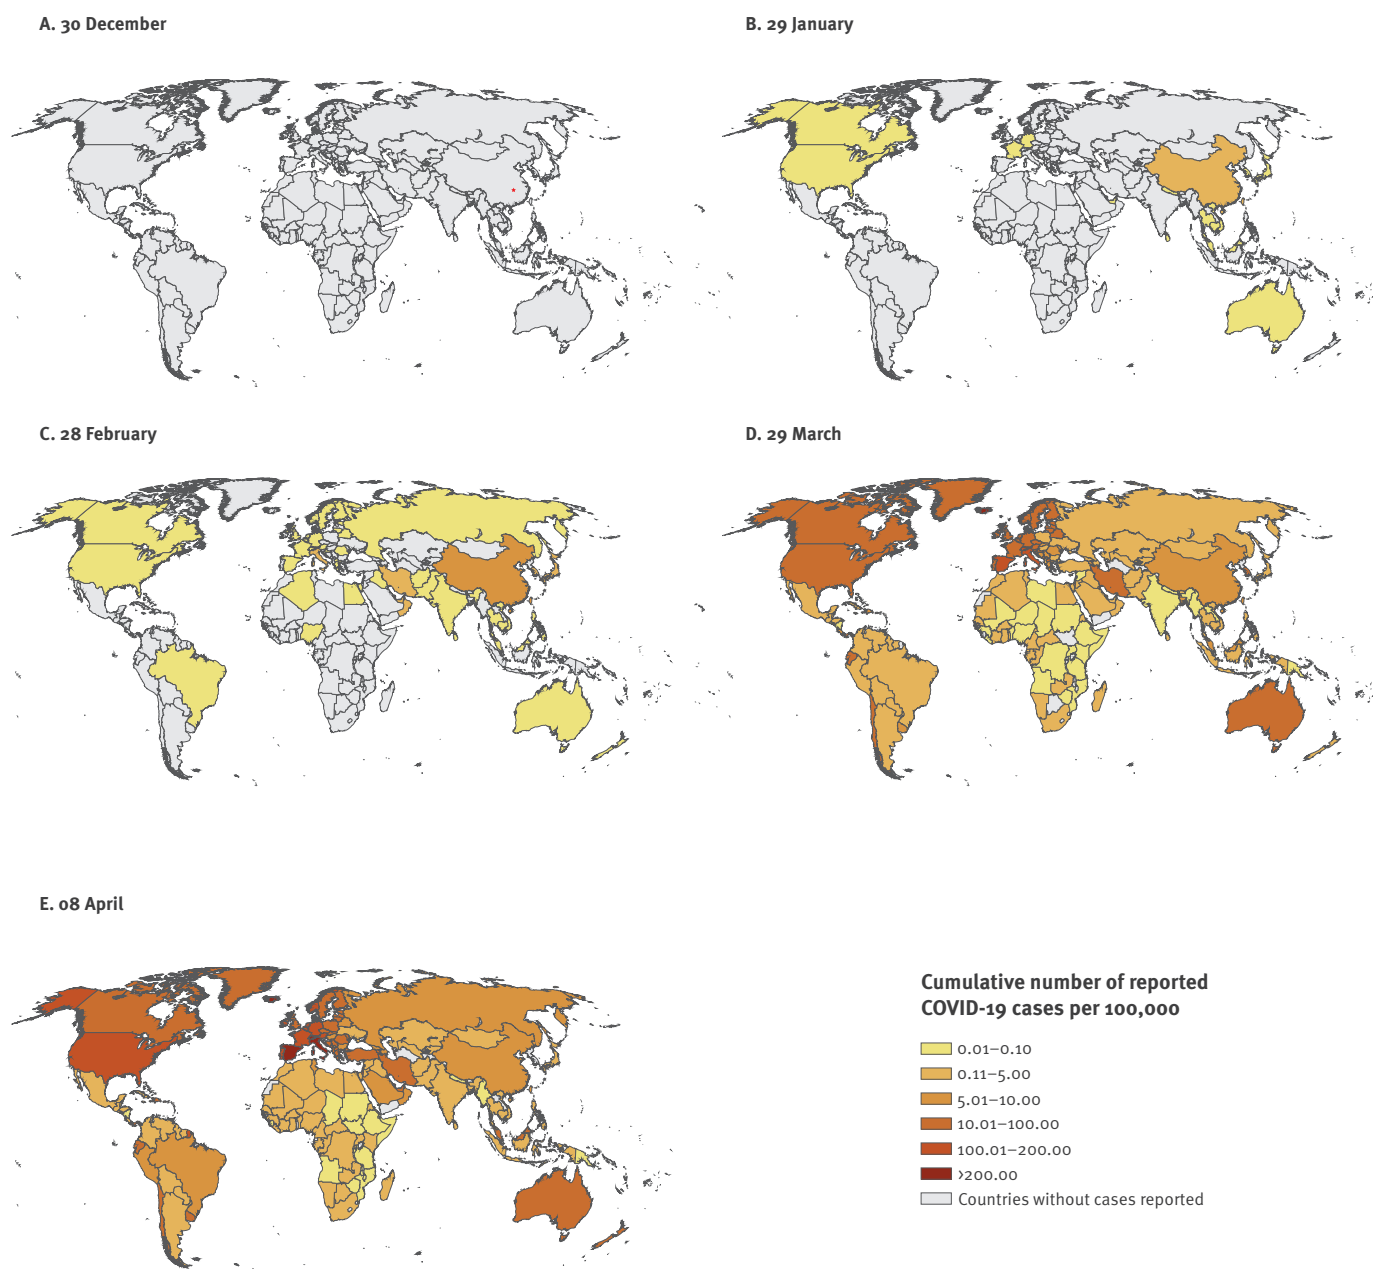 A. 30 December
B. 29 January
C. 28 February
D. 29 March
E. 08 April
Cumulative number of reported
COVID-19 cases per 100,000
0.01–0.10
0.11–5.00
5.01–10.00
10.01–100.00
100.01–200.00
>200.00
Countries without cases reported